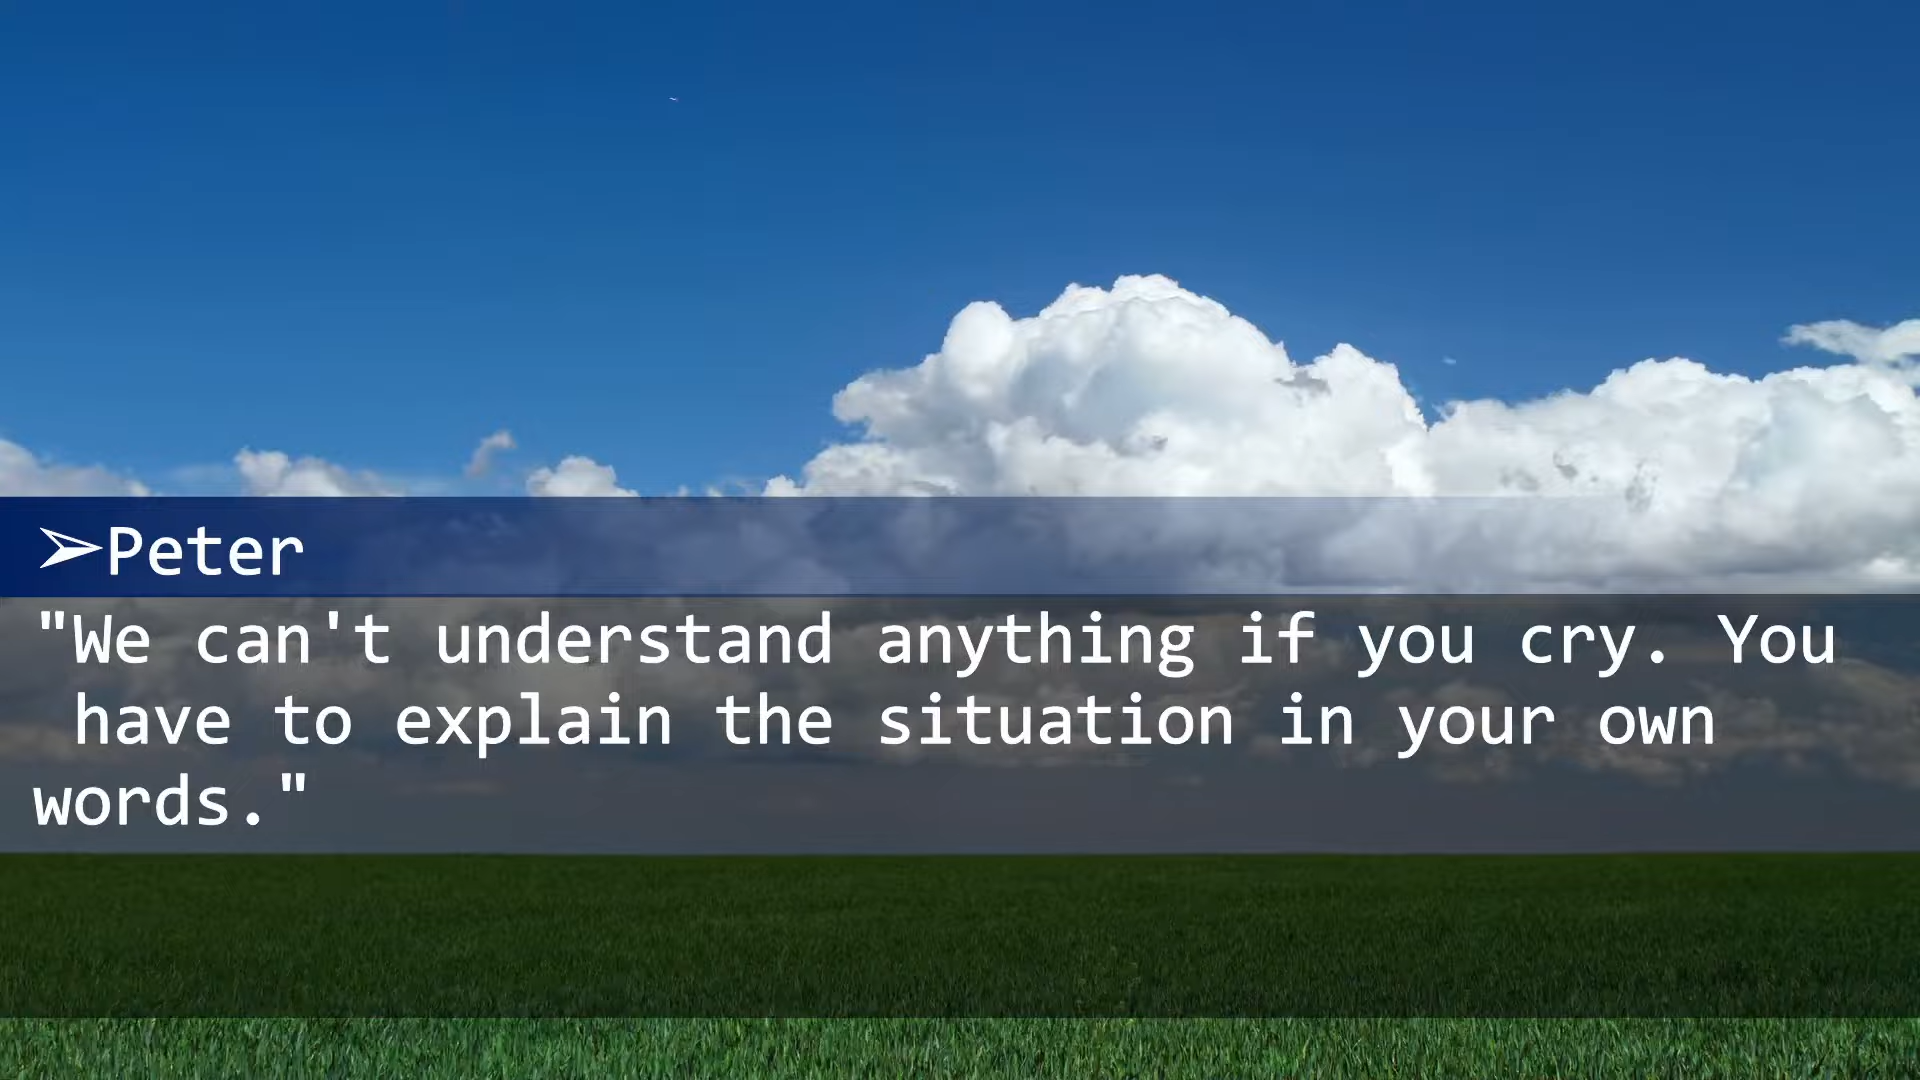 ➢Peter
"We can't understand anything if you cry. You
have to explain the situation in your own
words."